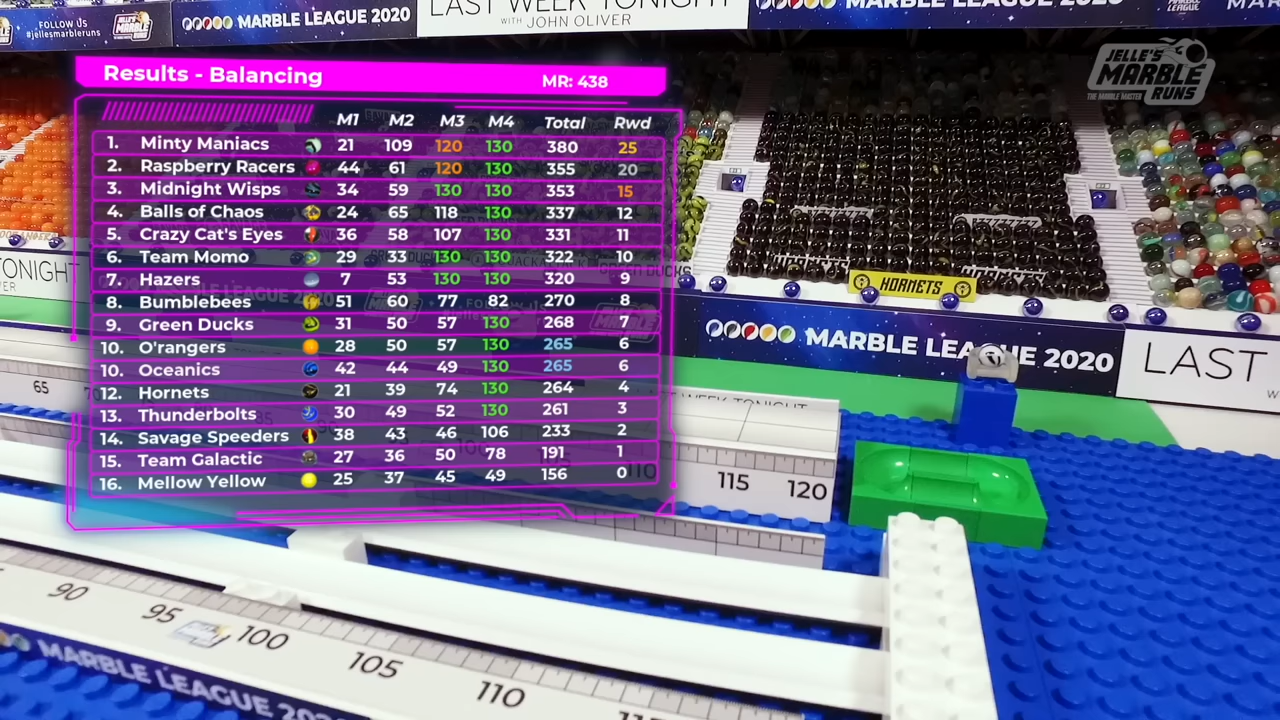 FOLLOW US
#jellesmarbleruns
MARBLE LEAGUE 2020
LAST WEEK TONIGHT
WITH JOHN OLIVER
MARBLE LEAGUE 2020
MARBLE LEAGUE
JELLE'S
MARBLE
RUNS
THE MARBLE MASTER
Results - Balancing MR: 438
M1 M2 M3 M4 Total Rwd
1. Minty Maniacs 21 109 120 130 380 25
2. Raspberry Racers 44 61 120 130 355 20
3. Midnight Wisps 34 59 130 130 353 15
4. Balls of Chaos 24 65 118 130 337 12
5. Crazy Cat's Eyes 36 58 107 130 331 11
6. Team Momo 29 33 130 130 322 10
7. Hazers 7 53 130 130 320 9
8. Bumblebees 51 60 77 82 270 8
9. Green Ducks 31 50 57 130 268 7
10. O'rangers 28 50 57 130 265 6
10. Oceanics 42 44 49 130 265 6
12. Hornets 21 39 74 130 264 4
13. Thunderbolts 30 49 52 130 261 3
14. Savage Speeders 38 43 46 106 233 2
15. Team Galactic 27 36 50 78 191 1
16. Mellow Yellow 25 37 45 49 156 0
TONIGHT
GREEN DUCKS
HORNETS
MARBLE LEAGUE 2020
LAST
65
110 115 120
90 95 100 105 110
MARBLE LEAGUE 2020